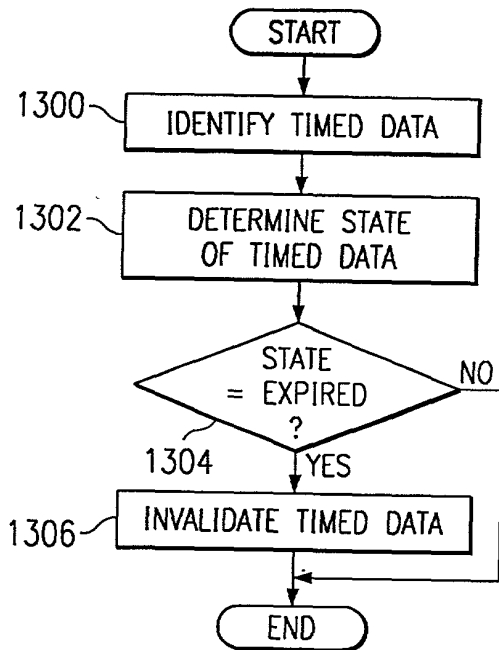 START
1300
IDENTIFY TIMED DATA
1302
DETERMINE STATE
OF TIMED DATA
STATE
= EXPIRED
?
NO
1304
YES
1306
INVALIDATE TIMED DATA
END